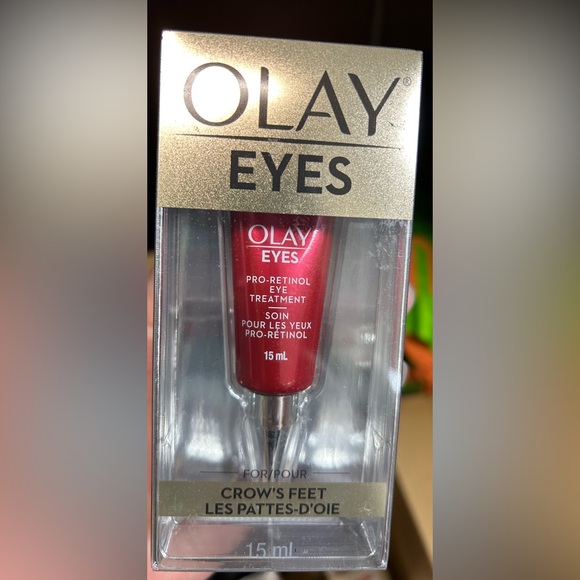 OLAY®
EYES
OLAY
EYES
PRO-RETINOL
EYE
TREATMENT
SOIN
POUR LES YEUX
PRO-RÉTINOL
15 mL
FOR/POUR
CROW'S FEET
LES PATTES-D'OIE
15 mL